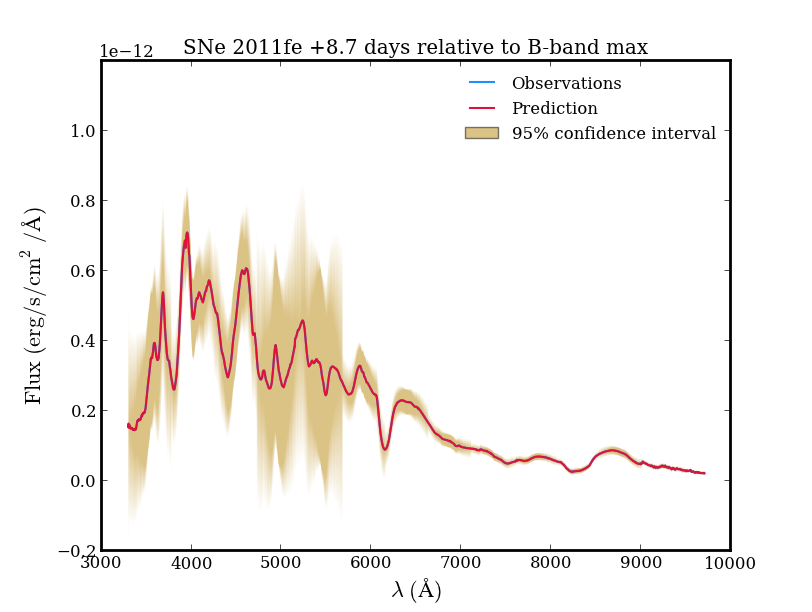 1e−12
SNe 2011fe +8.7 days relative to B-band max
Observations
Prediction
95% confidence interval
Flux (erg/s/cm² /Å)
1.0
0.8
0.6
0.4
0.2
0.0
−0.2
3000 4000 5000 6000 7000 8000 9000 10000
λ (Å)